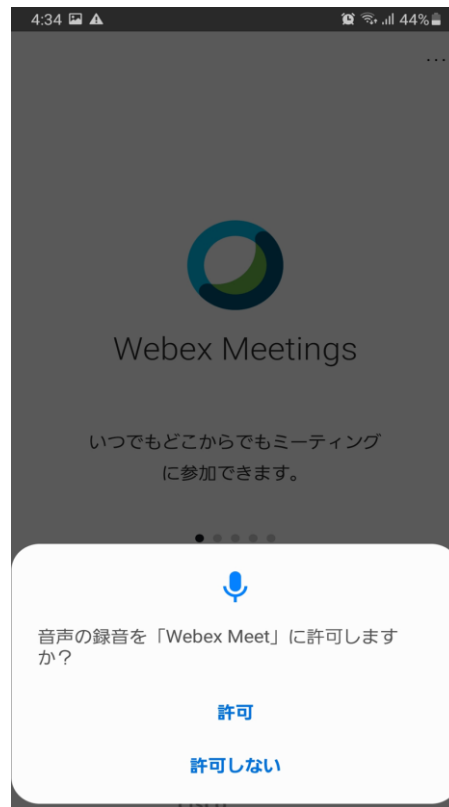 4:34 44%
...
Webex Meetings
いつでもどこからでもミーティング
に参加できます。
音声の録音を「Webex Meet」に許可します
か？
許可
許可しない